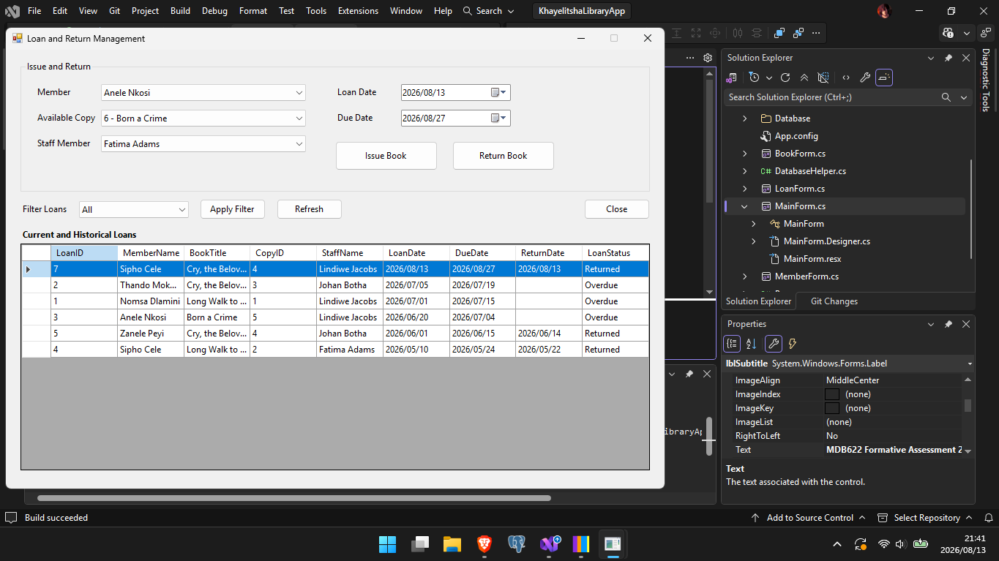 File Edit View Git Project Build Debug Format Test Tools Extensions Window Help Search KhayelitshaLibraryApp
Loan and Return Management
Issue and Return
Member Anele Nkosi Loan Date 2026/08/13
Available Copy 6 - Born a Crime Due Date 2026/08/27
Staff Member Fatima Adams
Issue Book Return Book
Filter Loans All Apply Filter Refresh Close
Current and Historical Loans
LoanID MemberName BookTitle CopyID StaffName LoanDate DueDate ReturnDate LoanStatus
7 Sipho Cele Cry, the Belov... 4 Lindiwe Jacobs 2026/08/13 2026/08/27 2026/08/13 Returned
2 Thando Mok... Cry, the Belov... 3 Johan Botha 2026/07/05 2026/07/19 Overdue
1 Nomsa Dlamini Long Walk to ... 1 Lindiwe Jacobs 2026/07/01 2026/07/15 Overdue
3 Anele Nkosi Born a Crime 5 Lindiwe Jacobs 2026/06/20 2026/07/04 Overdue
5 Zanele Peyi Cry, the Belov... 4 Johan Botha 2026/06/01 2026/06/15 2026/06/14 Returned
4 Sipho Cele Long Walk to ... 2 Fatima Adams 2026/05/10 2026/05/24 2026/05/22 Returned
Solution Explorer
Search Solution Explorer (Ctrl+;)
Database
App.config
BookForm.cs
C# DatabaseHelper.cs
LoanForm.cs
MainForm.cs
MainForm
MainForm.Designer.cs
MainForm.resx
MemberForm.cs
Solution Explorer Git Changes
Diagnostic Tools
Properties
lblSubtitle System.Windows.Forms.Label
ImageAlign MiddleCenter
ImageIndex (none)
ImageKey (none)
ImageList (none)
RightToLeft No
Text MDB622 Formative Assessment 2
Text
The text associated with the control.
ibraryAp
Build succeeded Add to Source Control Select Repository
21:41
2026/08/13